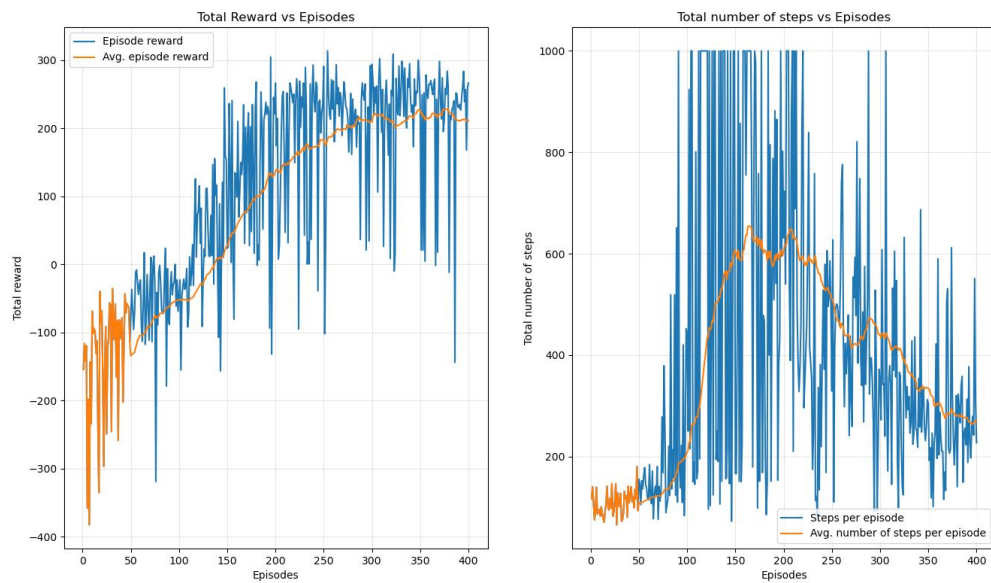 Total Reward vs Episodes
Episode reward
Avg. episode reward
300
200
100
0
−100
−200
−300
−400
Total reward
0 50 100 150 200 250 300 350 400
Episodes
Total number of steps vs Episodes
1000
800
600
400
200
Total number of steps
Steps per episode
Avg. number of steps per episode
0 50 100 150 200 250 300 350 400
Episodes